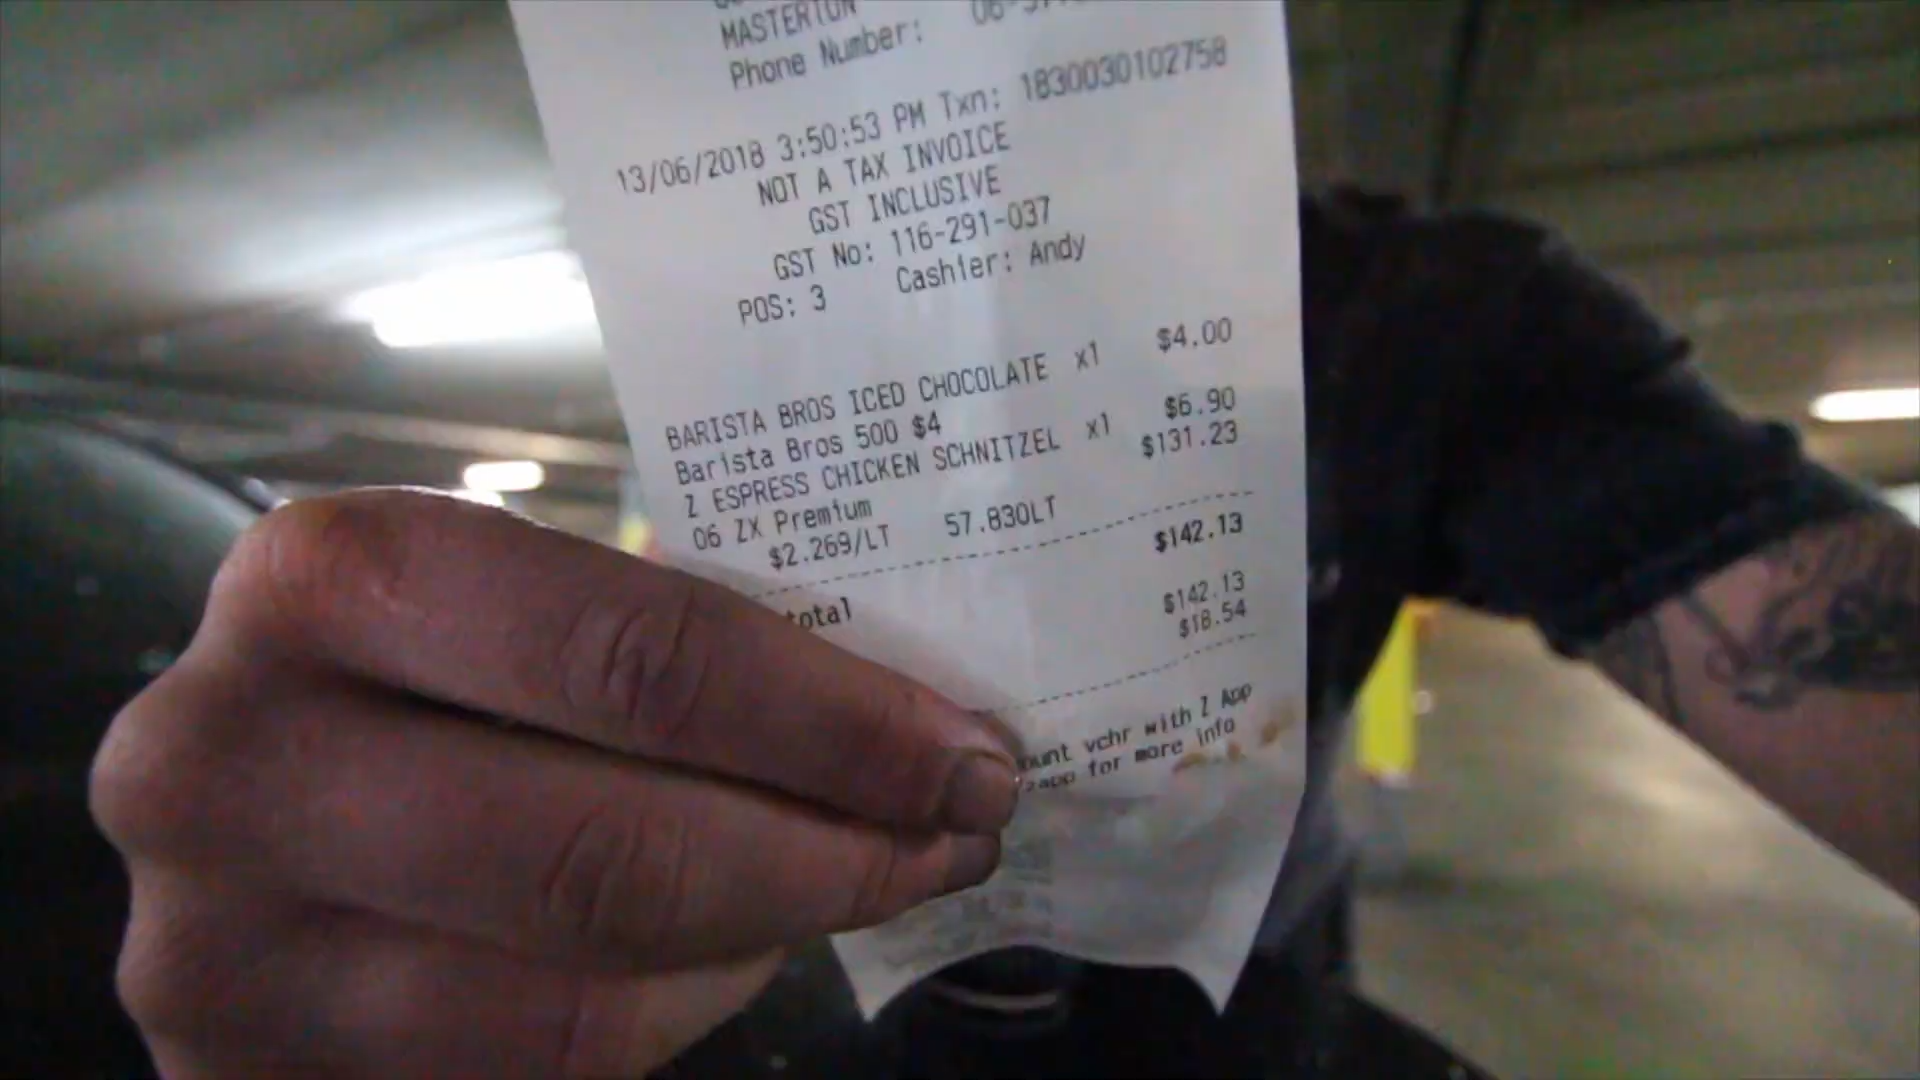 MASTERTON
Phone Number:
13/06/2018 3:50:53 PM Txn: 1830030102758
NOT A TAX INVOICE
GST INCLUSIVE
GST No: 116-291-037
POS: 3 Cashier: Andy
BARISTA BROS ICED CHOCOLATE x1 $4.00
Barista Bros 500 $4
Z ESPRESS CHICKEN SCHNITZEL x1 $6.90
06 ZX Premium $131.23
$2.269/LT 57.830LT
total $142.13
$142.13
$18.54
ount vchr with Z App
zapp for more info